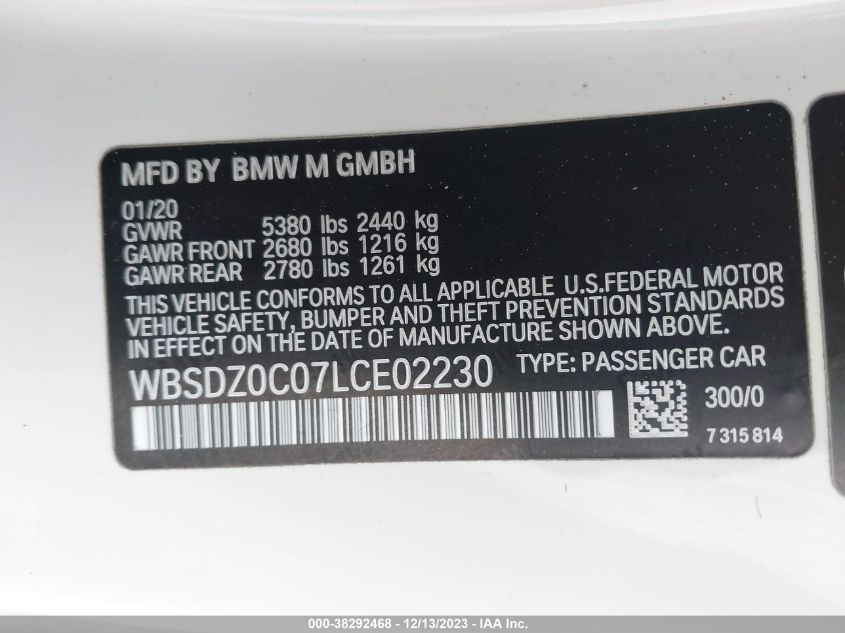 MFD BY BMW M GMBH
01/20
GVWR 5380 lbs 2440 kg
GAWR FRONT 2680 lbs 1216 kg
GAWR REAR 2780 lbs 1261 kg
THIS VEHICLE CONFORMS TO ALL APPLICABLE U.S.FEDERAL MOTOR
VEHICLE SAFETY, BUMPER AND THEFT PREVENTION STANDARDS
IN EFFECT ON THE DATE OF MANUFACTURE SHOWN ABOVE.
WBSDZ0C07LCE02230 TYPE: PASSENGER CAR
300/0
7 315 814
000-38292468 - 12/13/2023 - IAA Inc.